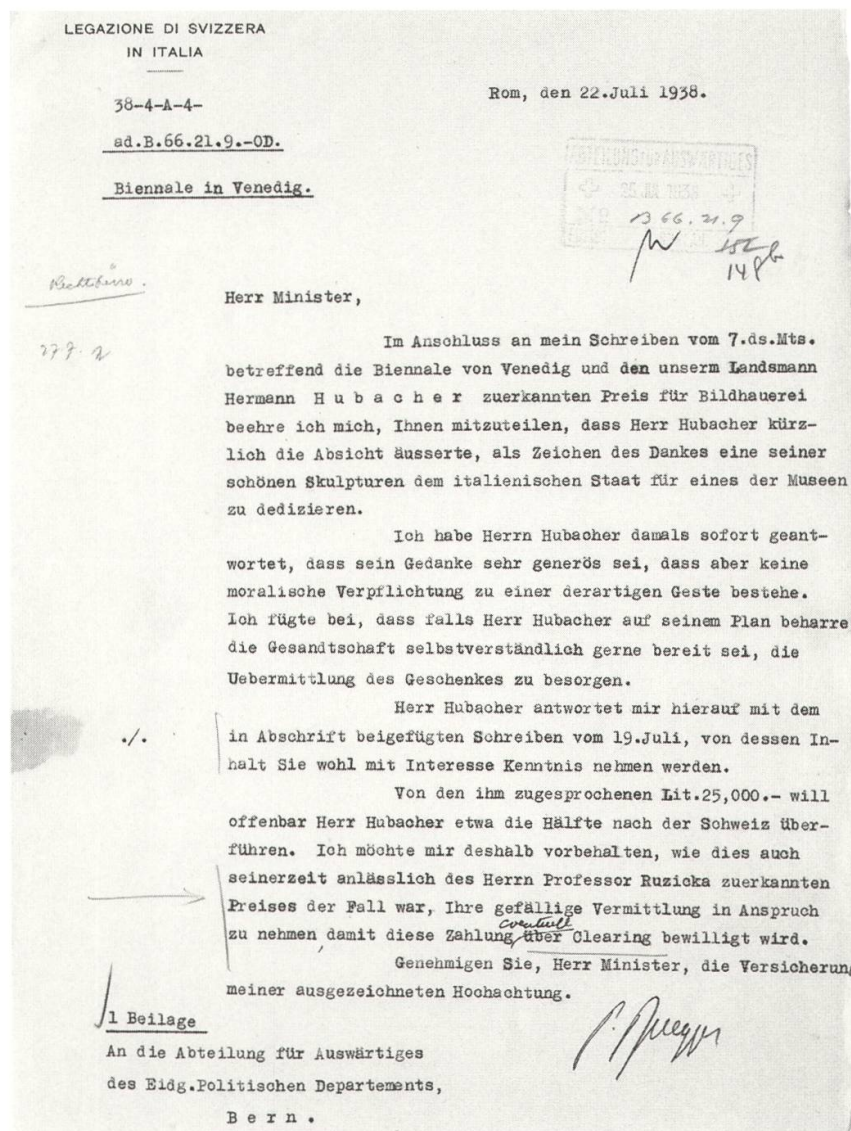 LEGAZIONE DI SVIZZERA
IN ITALIA
38-4-A-4-
ad.B.66.21.9.-OD.
Biennale in Venedig.
Rom, den 22.Juli 1938.
ABTEILUNG FÜR AUSWÄRTIGES
B 66.21.9
Rechtsbüro.
27.7.
Herr Minister,
Im Anschluss an mein Schreiben vom 7.ds.Mts.
betreffend die Biennale von Venedig und den unserm Landsmann
Hermann H u b a c h e r zuerkannten Preis für Bildhauerei
beehre ich mich, Ihnen mitzuteilen, dass Herr Hubacher kürz-
lich die Absicht äusserte, als Zeichen des Dankes eine seiner
schönen Skulpturen dem italienischen Staat für eines der Museen
zu dedizieren.
Ich habe Herrn Hubacher damals sofort geant-
wortet, dass sein Gedanke sehr generös sei, dass aber keine
moralische Verpflichtung zu einer derartigen Geste bestehe.
Ich fügte bei, dass falls Herr Hubacher auf seinem Plan beharre
die Gesandtschaft selbstverständlich gerne bereit sei, die
Uebermittlung des Geschenkes zu besorgen.
Herr Hubacher antwortet mir hierauf mit dem
./. in Abschrift beigefügten Schreiben vom 19.Juli, von dessen In-
halt Sie wohl mit Interesse Kenntnis nehmen werden.
Von den ihm zugesprochenen Lit.25,000.- will
offenbar Herr Hubacher etwa die Hälfte nach der Schweiz über-
führen. Ich möchte mir deshalb vorbehalten, wie dies auch
seinerzeit anlässlich des Herrn Professor Ruzicka zuerkannten
Preises der Fall war, Ihre gefällige Vermittlung in Anspruch
eventuell
zu nehmen, damit diese Zahlung über Clearing bewilligt wird.
Genehmigen Sie, Herr Minister, die Versicherung
meiner ausgezeichneten Hochachtung.
P. Ruegger
1 Beilage
An die Abteilung für Auswärtiges
des Eidg.Politischen Departements,
B e r n .